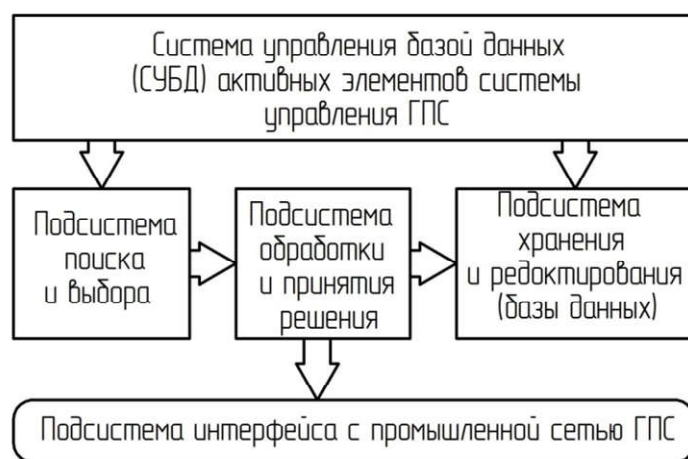 Система управления базой данных
(СУБД) активных элементов системы
управления ГПС
Подсистема
поиска
и выбора
Подсистема
обработки
и принятия
решения
Подсистема
хранения
и редоктирования
(базы данных)
Подсистема интерфейса с промышленной сетью ГПС